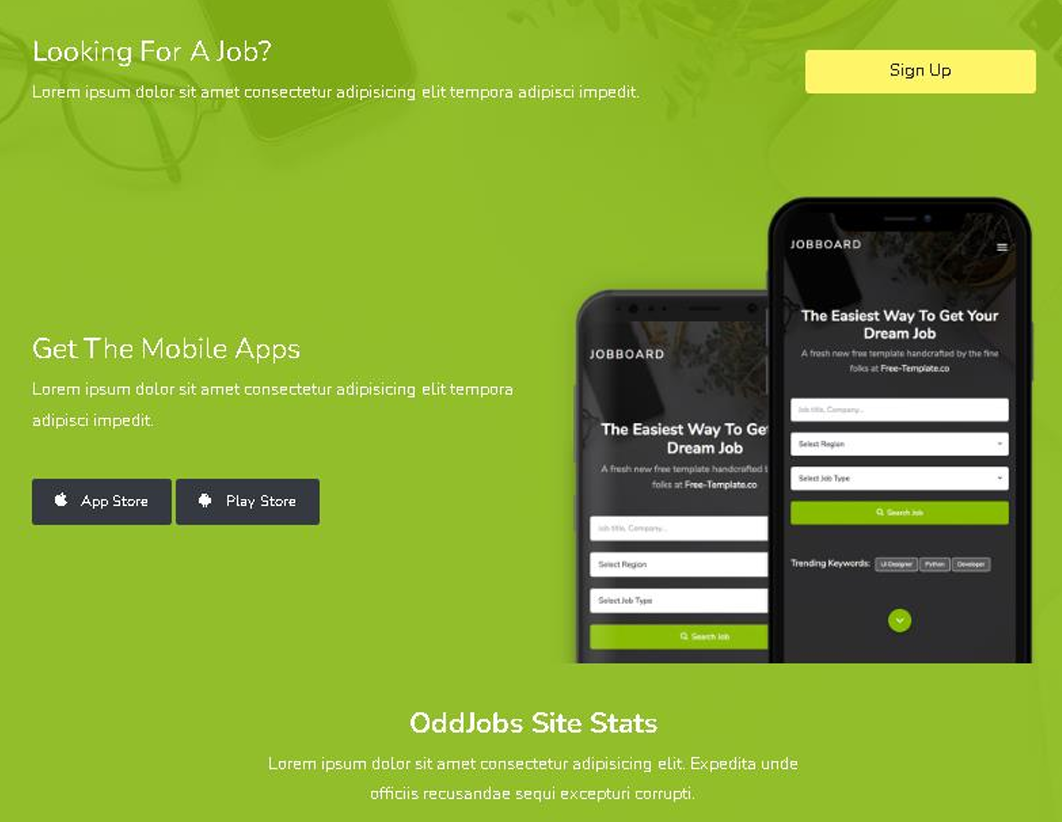 Looking For A Job?
Lorem ipsum dolor sit amet consectetur adipisicing elit tempora adipisci impedit.
Sign Up
Get The Mobile Apps
Lorem ipsum dolor sit amet consectetur adipisicing elit tempora
adipisci impedit.
App Store
Play Store
JOBBOARD
The Easiest Way To Ge
Dream Job
A fresh new free template handcrafted
folks at Free-Template.co
Job title, Company...
Select Region
Select Job Type
Search Job
JOBBOARD
The Easiest Way To Get Your
Dream Job
A fresh new free template handcrafted by the fine
folks at Free-Template.co
Job title, Company...
Select Region
Select Job Type
Search Job
Trending Keywords: UI Designer Python Developer
OddJobs Site Stats
Lorem ipsum dolor sit amet consectetur adipisicing elit. Expedita unde
officiis recusandae sequi excepturi corrupti.